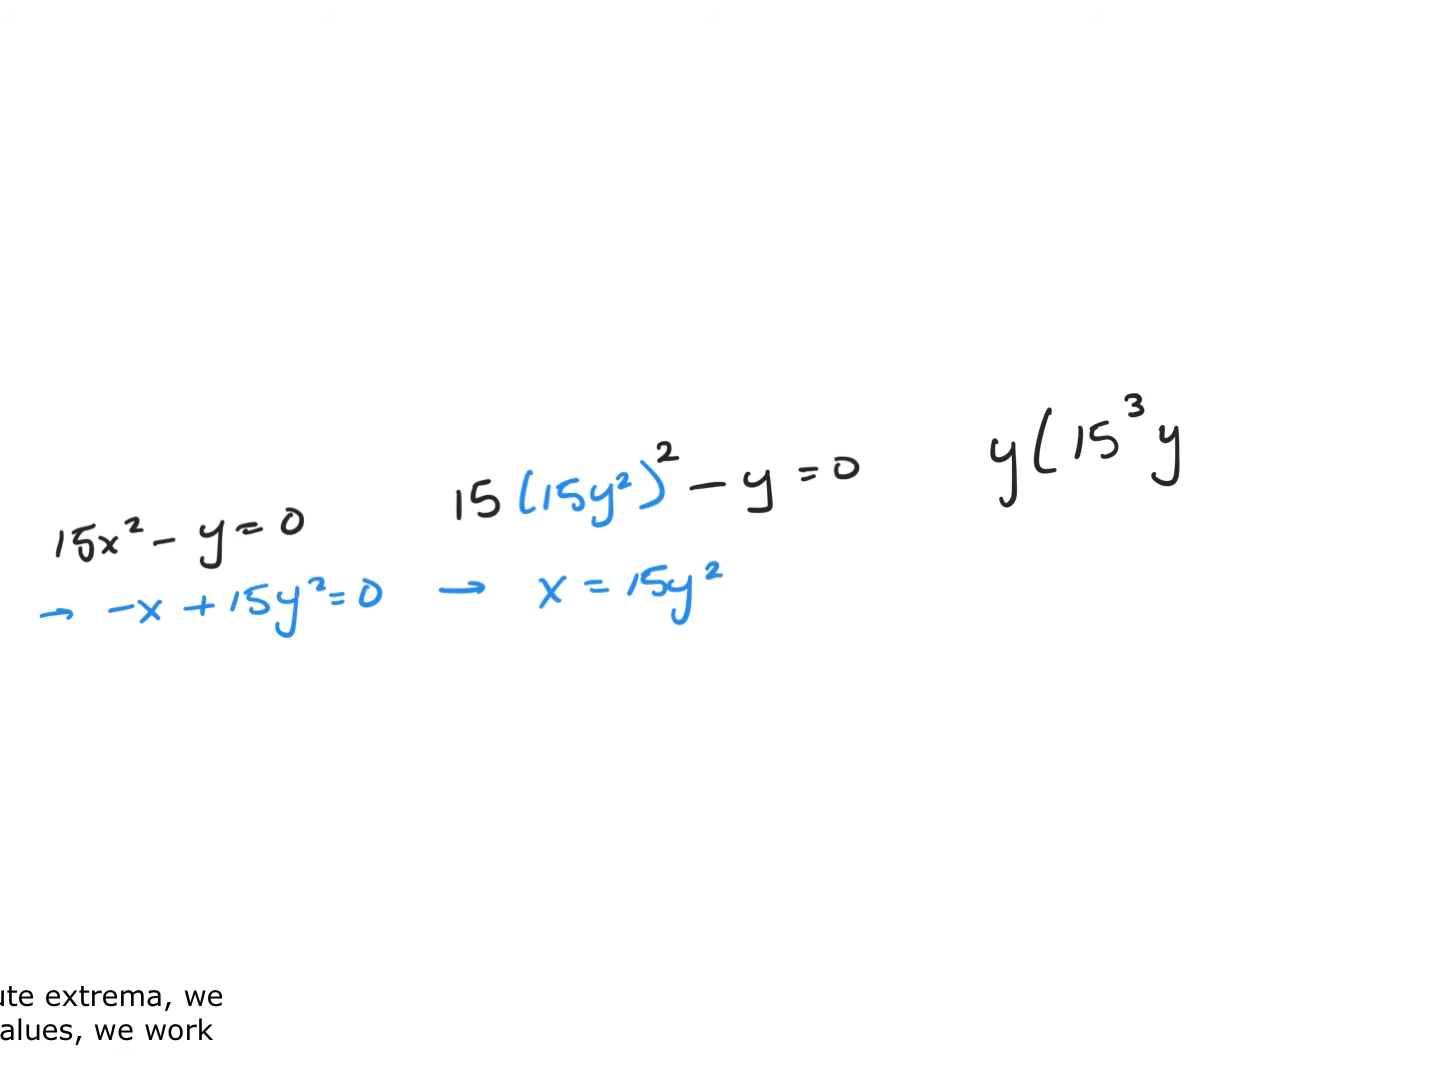 15x² - y = 0
→ -x + 15y² = 0 → x = 15y²
15(15y²)² - y = 0
y(15³y
ute extrema, we
alues, we work